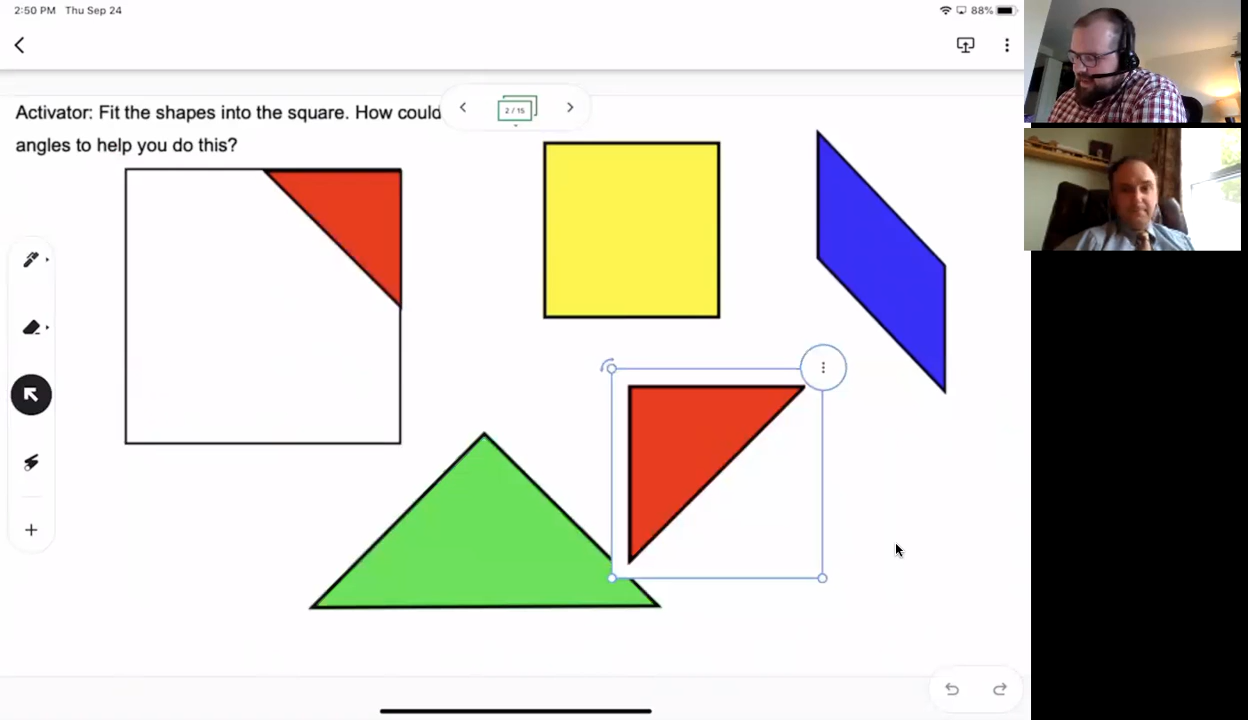 2:50 PM Thu Sep 24
88%
Activator: Fit the shapes into the square. How could
2 / 15
angles to help you do this?